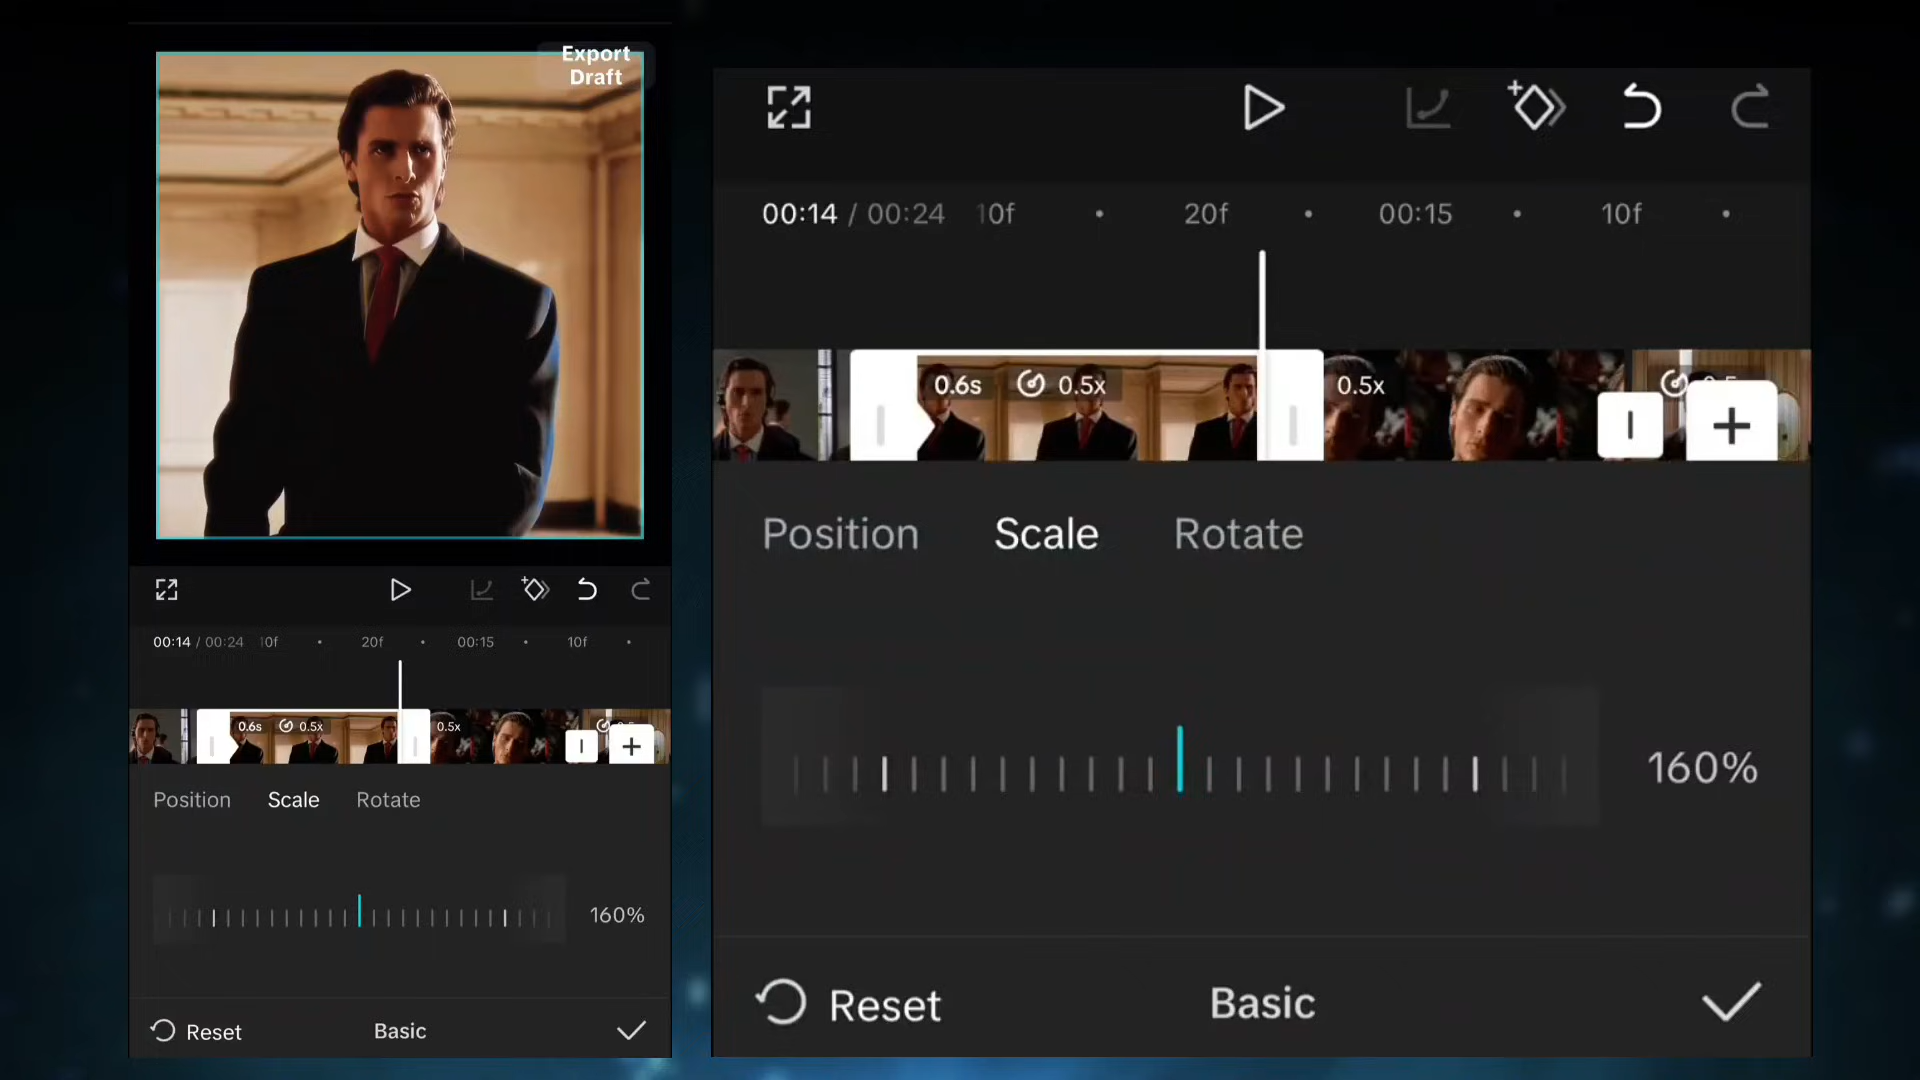 Export
Draft
00:14 / 00:24 10f 20f 00:15 10f
0.6s 0.5x 0.5x
Position Scale Rotate
160%
Reset Basic
00:14 / 00:24 10f 20f 00:15 10f
0.6s 0.5x 0.5x
Position Scale Rotate
160%
Reset Basic